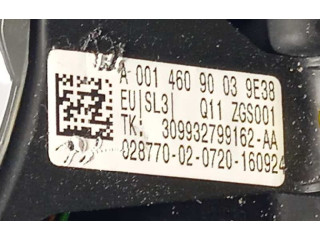 A 001 460 90 03 9E38
EU|SL3| Q11 ZGS001
TK: 309932799162-AA
028770-02-0720-160924